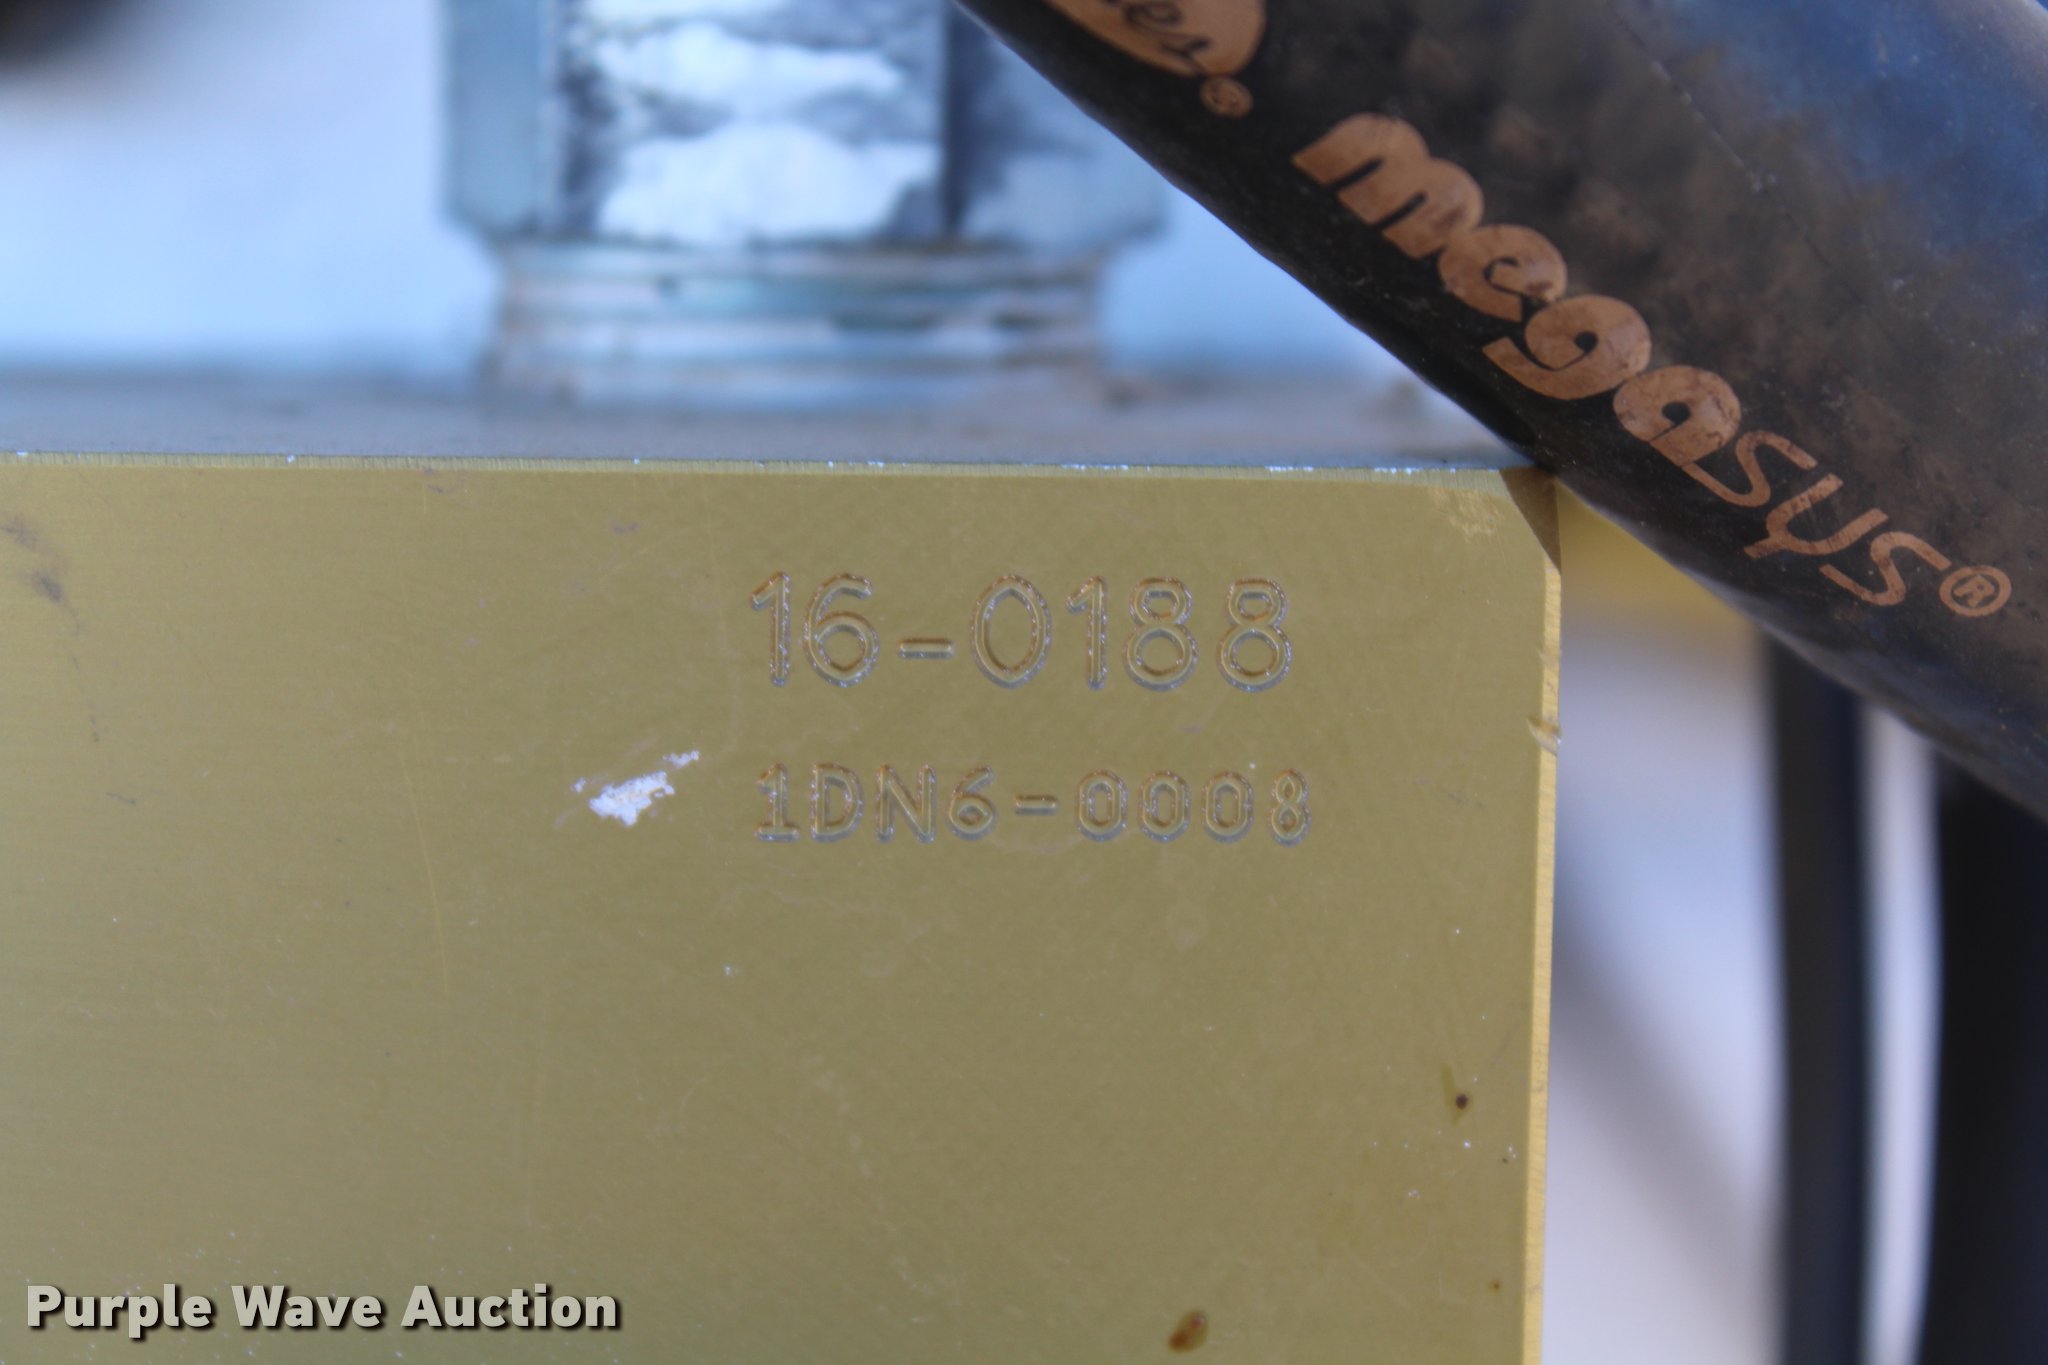 megasys®
16-0188
1DN6-0008
Purple Wave Auction